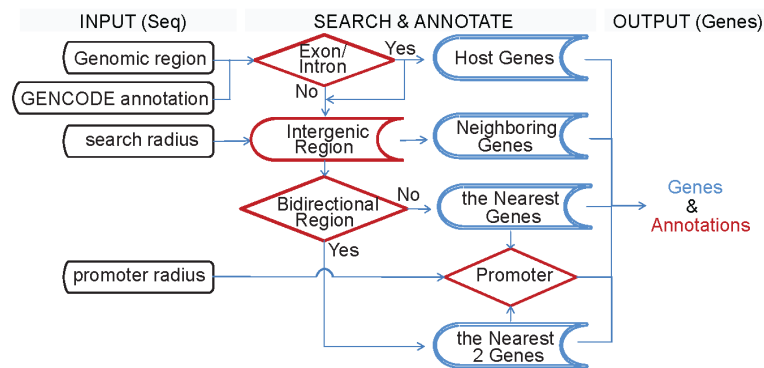 INPUT (Seq)
SEARCH & ANNOTATE
OUTPUT (Genes)
Genomic region
Exon/
Intron
Yes
Host Genes
GENCODE annotation
No
search radius
Intergenic
Region
Neighboring
Genes
Bidirectional
Region
No
the Nearest
Genes
Genes
&
Annotations
Yes
promoter radius
Promoter
the Nearest
2 Genes